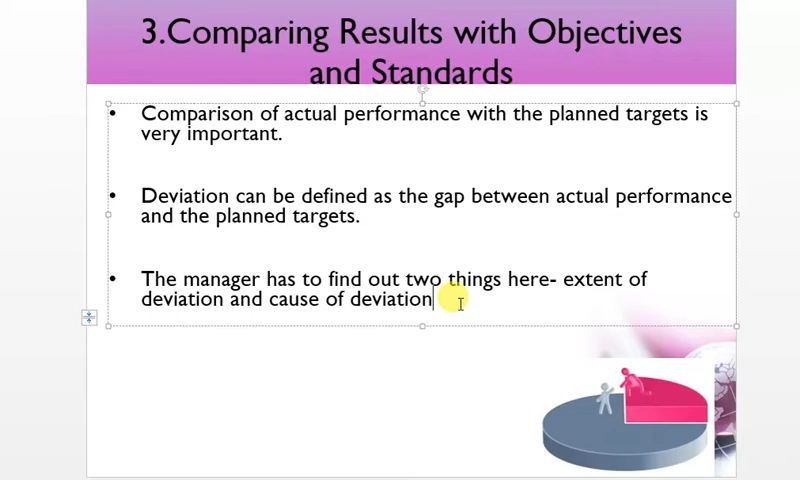 3.Comparing Results with Objectives
and Standards
• Comparison of actual performance with the planned targets is
very important.
• Deviation can be defined as the gap between actual performance
and the planned targets.
• The manager has to find out two things here- extent of
deviation and cause of deviation